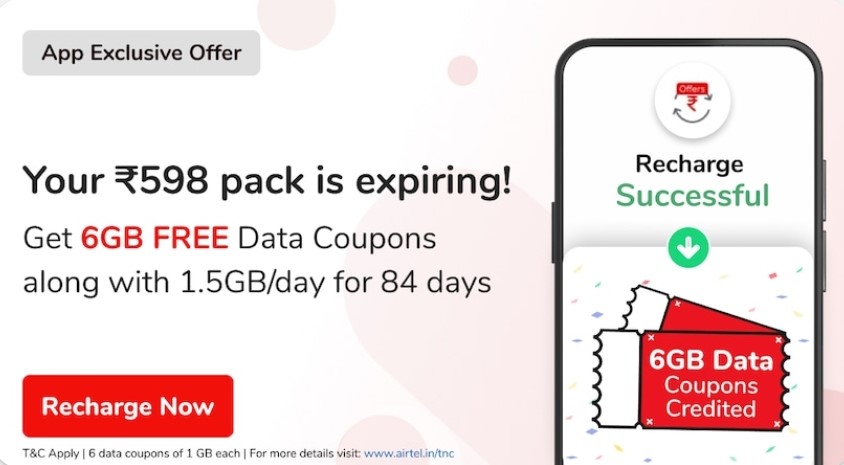 App Exclusive Offer
Your ₹598 pack is expiring!
Get 6GB FREE Data Coupons
along with 1.5GB/day for 84 days
Recharge Now
T&C Apply | 6 data coupons of 1 GB each | For more details visit: www.airtel.in/tnc
Offers
₹
Recharge
Successful
6GB Data
Coupons
Credited